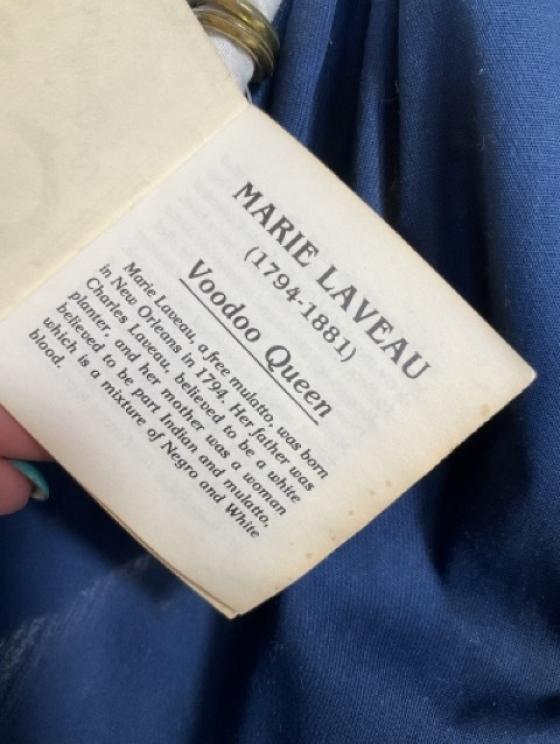 MARIE LAVEAU
(1794-1881)
Voodoo Queen
Marie Laveau, a free mulatto, was born
in New Orleans in 1794. Her father was
Charles Laveau, believed to be a white
planter, and her mother was a woman
believed to be part Indian and mulatto,
which is a mixture of Negro and White
blood.